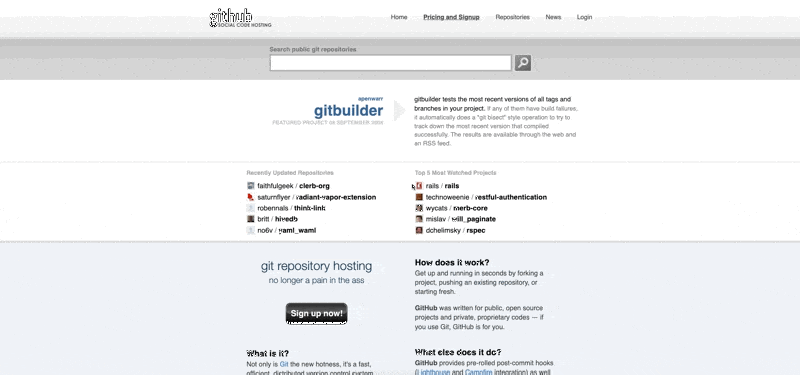 github
SOCIAL CODE HOSTING
Home Pricing and Signup Repositories News Login
Search public git repositories
openwarr
gitbuilder
FEATURED PROJECT 08 SEPTEMBER 2008
gitbuilder tests the most recent versions of all tags and
branches in your project. If any of them have build failures,
it automatically does a "git bisect" style operation to try to
track down the most recent version that compiled
successfully. The results are available through the web and
an RSS feed.
Recently Updated Repositories
faithfulgeek / clerb-org
saturnflyer / radiant-vapor-extension
robennals / think-link
britt / hivedb
no6v / yaml_waml
Top 5 Most Watched Projects
rails / rails
technoweenie / restful-authentication
wycats / merb-core
mislav / will_paginate
dchelimsky / rspec
git repository hosting
no longer a pain in the ass
Sign up now!
How does it work?
Get up and running in seconds by forking a
project, pushing an existing repository, or
starting fresh.
GitHub was written for public, open source
projects and private, proprietary codes — if
you use Git, GitHub is for you.
What is it?
Not only is Git the new hotness, it's a fast,
efficient, distributed version control system
What else does it do?
GitHub provides pre-rolled post-commit hooks
(Lighthouse and Campfire integration) as well